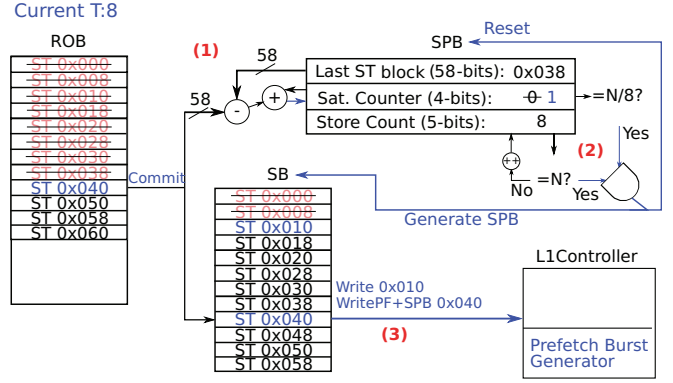 Current T:8
ROB
ST 0x000
ST 0x008
ST 0x010
ST 0x018
ST 0x020
ST 0x028
ST 0x030
ST 0x038
ST 0x040
ST 0x050
ST 0x058
ST 0x060
Commit
(1)
58
58
-
+
SPB
Reset
Last ST block (58-bits): 0x038
Sat. Counter (4-bits): 0 1
Store Count (5-bits): 8
=N/8?
(2)
Yes
++
No
=N?
Yes
Generate SPB
SB
ST 0x000
ST 0x008
ST 0x010
ST 0x018
ST 0x020
ST 0x028
ST 0x030
ST 0x038
ST 0x040
ST 0x048
ST 0x050
ST 0x058
Write 0x010
WritePF+SPB 0x040
(3)
L1Controller
Prefetch Burst
Generator